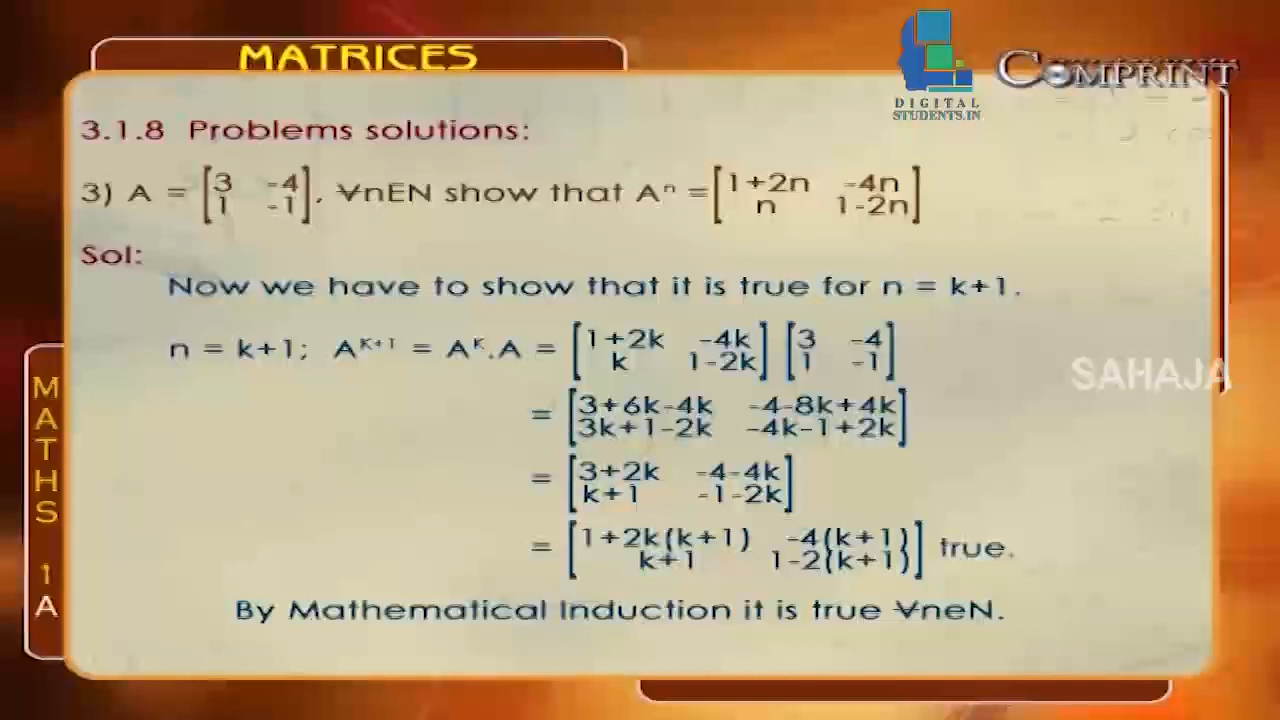 MATRICES
DIGITAL
STUDENTS.IN
COMPRINT
3.1.8 Problems solutions:
3) A = [3 -4], ∀nEN show that Aⁿ = [1+2n -4n]
[1 -1] [n 1-2n]
Sol:
Now we have to show that it is true for n = k+1.
n = k+1; Aᴷ⁺¹ = Aᴷ.A = [1+2k -4k] [3 -4]
[k 1-2k] [1 -1]
= [3+6k-4k -4-8k+4k]
[3k+1-2k -4k-1+2k]
= [3+2k -4-4k]
[k+1 -1-2k]
= [1+2k(k+1) -4(k+1)] true.
[k+1 1-2(k+1)]
By Mathematical Induction it is true ∀neN.
MATHS 1A
SAHAJA